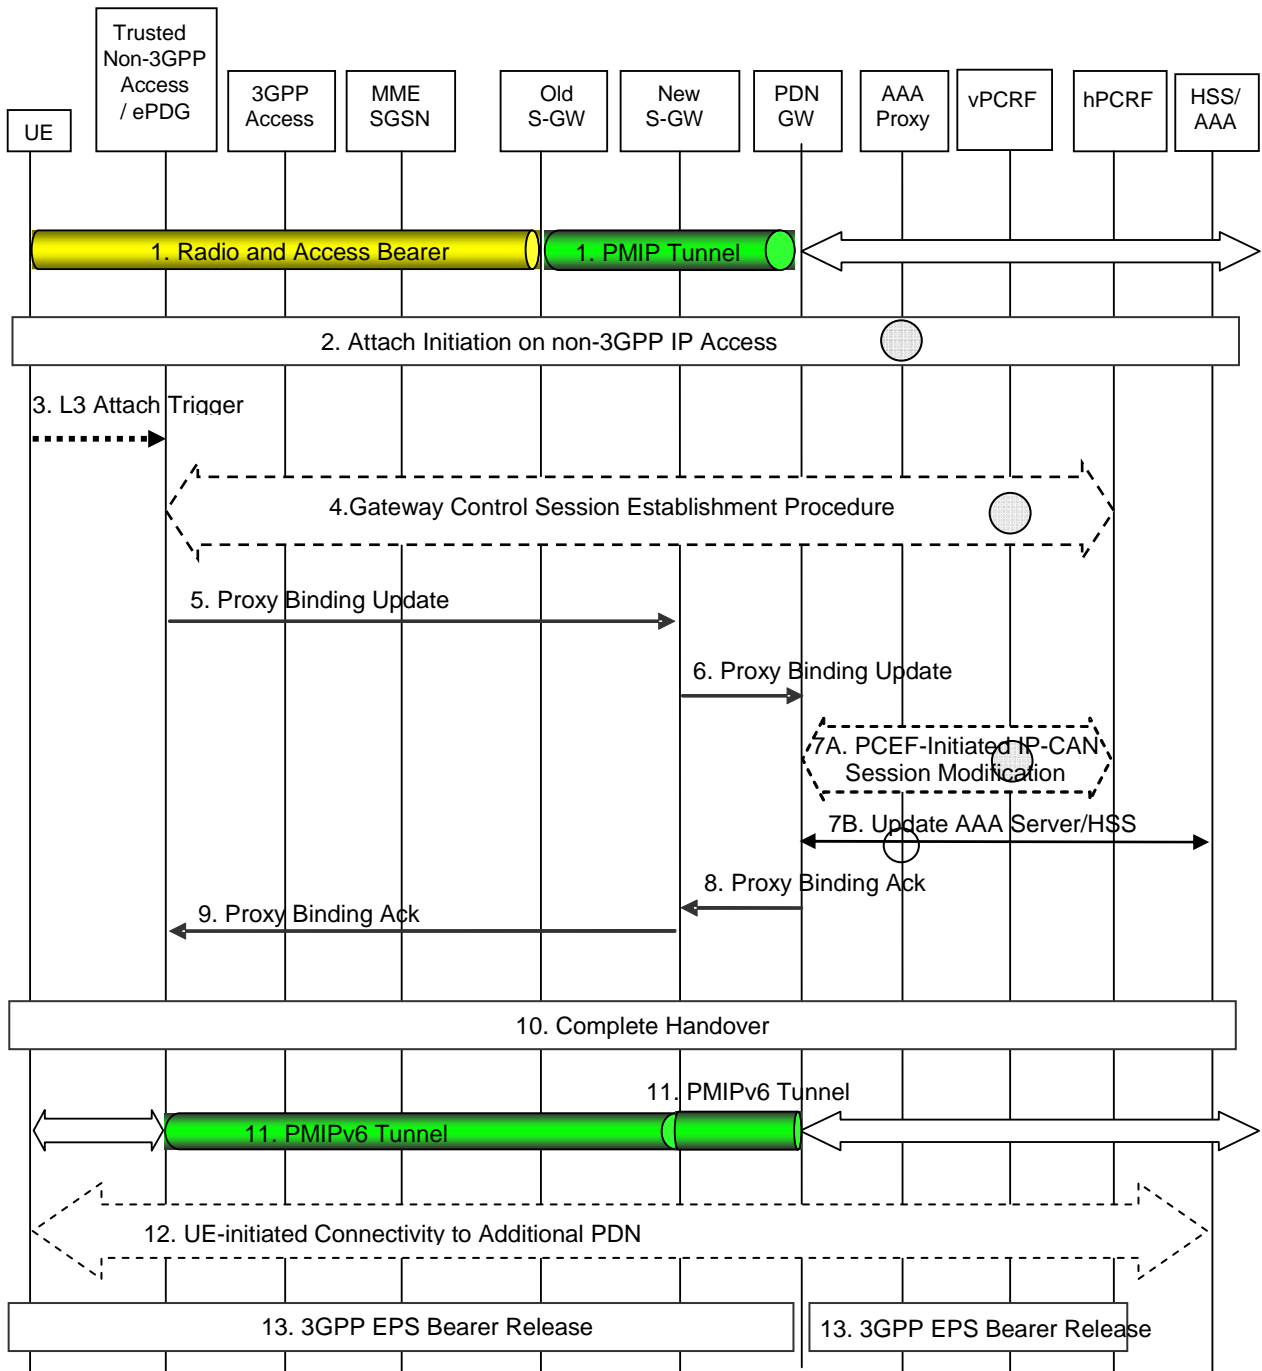 Trusted
Non-3GPP
Access
/ ePDG
UE
3GPP
Access
MME
SGSN
Old
S-GW
New
S-GW
PDN
GW
AAA
Proxy
vPCRF
hPCRF
HSS/
AAA
1. Radio and Access Bearer
1. PMIP Tunnel
2. Attach Initiation on non-3GPP IP Access
3. L3 Attach Trigger
4.Gateway Control Session Establishment Procedure
5. Proxy Binding Update
6. Proxy Binding Update
7A. PCEF-Initiated IP-CAN
Session Modification
7B. Update AAA Server/HSS
8. Proxy Binding Ack
9. Proxy Binding Ack
10. Complete Handover
11. PMIPv6 Tunnel
11. PMIPv6 Tunnel
12. UE-initiated Connectivity to Additional PDN
13. 3GPP EPS Bearer Release
13. 3GPP EPS Bearer Release